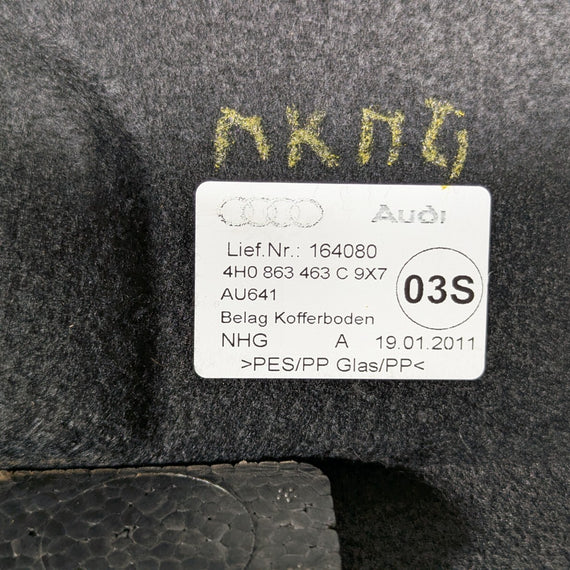 Audi
Lief.Nr.: 164080
4H0 863 463 C 9X7
03S
AU641
Belag Kofferboden
NHG A 19.01.2011
>PES/PP Glas/PP<